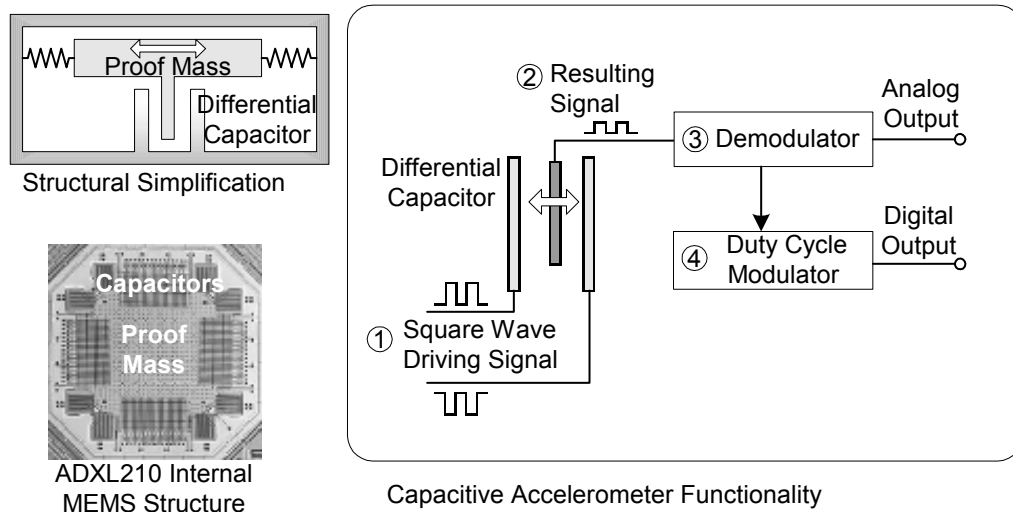 Proof Mass
Differential
Capacitor
Structural Simplification
Capacitors
Proof
Mass
ADXL210 Internal
MEMS Structure
② Resulting
Signal
Analog
Output
③ Demodulator
Differential
Capacitor
Digital
Output
④ Duty Cycle
Modulator
① Square Wave
Driving Signal
Capacitive Accelerometer Functionality